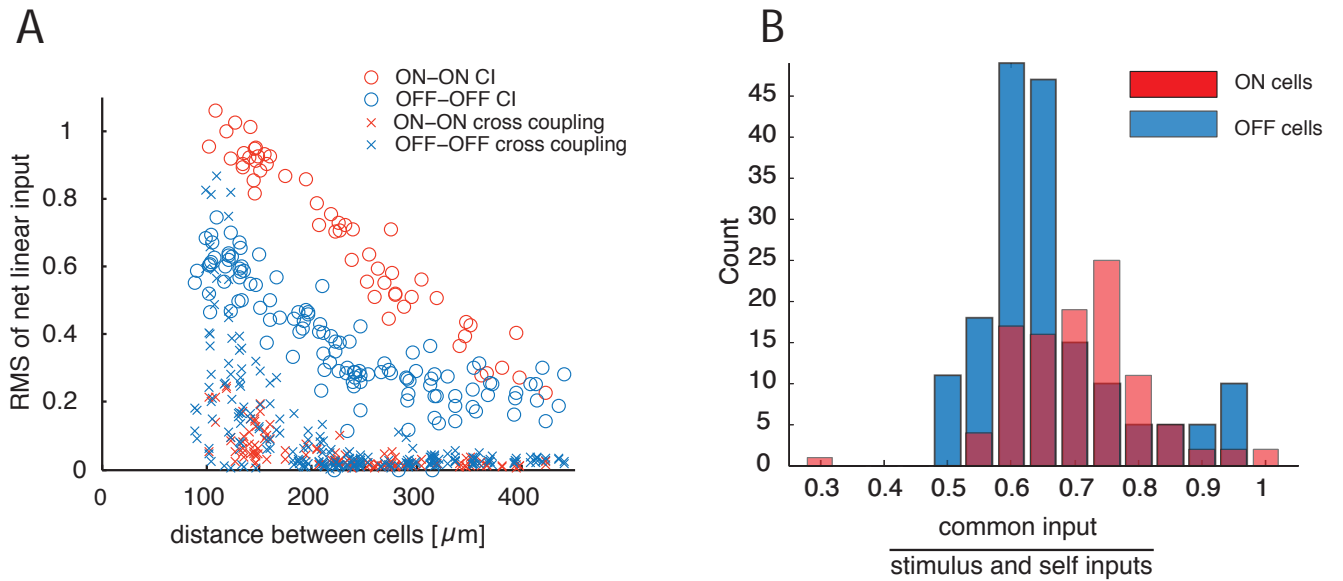 A
ON–ON CI
OFF–OFF CI
ON–ON cross coupling
OFF–OFF cross coupling
RMS of net linear input
1
0.8
0.6
0.4
0.2
0
0 100 200 300 400
distance between cells [µm]
B
ON cells
OFF cells
Count
45
40
35
30
25
20
15
10
5
0
0.3 0.4 0.5 0.6 0.7 0.8 0.9 1
common input
stimulus and self inputs